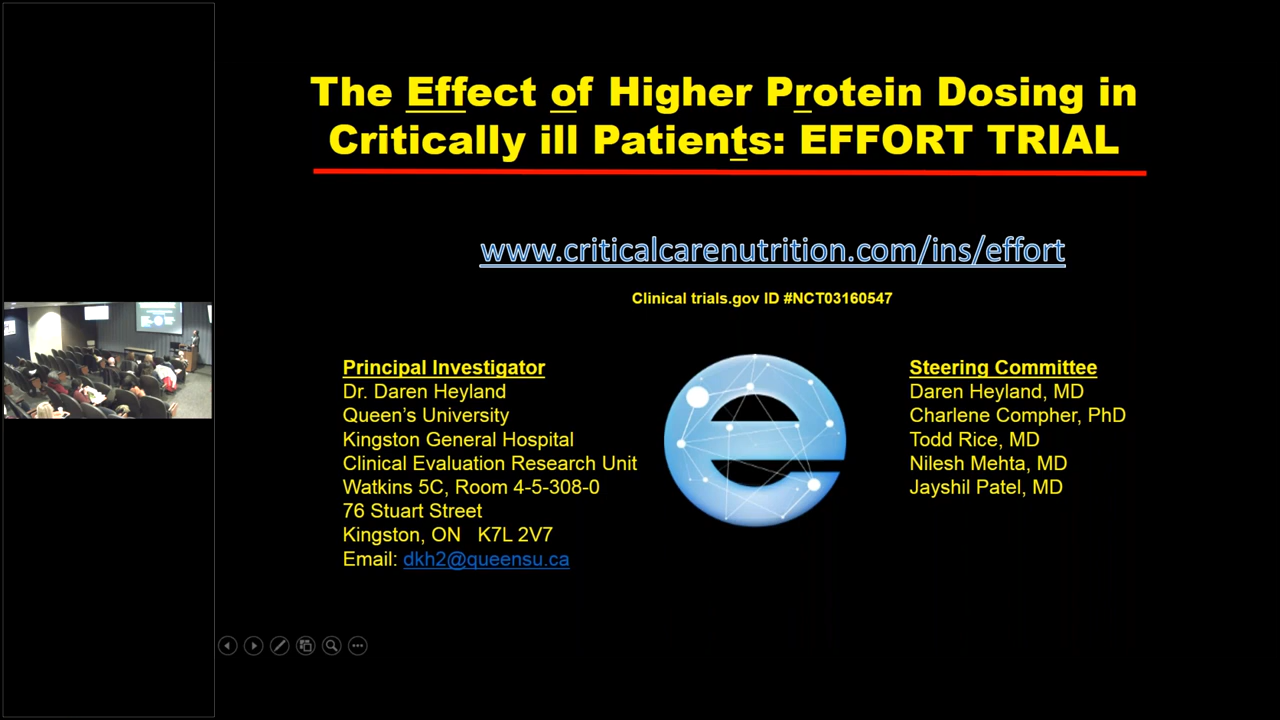 The Effect of Higher Protein Dosing in
Critically ill Patients: EFFORT TRIAL
www.criticalcarenutrition.com/ins/effort
Clinical trials.gov ID #NCT03160547
Principal Investigator
Dr. Daren Heyland
Queen's University
Kingston General Hospital
Clinical Evaluation Research Unit
Watkins 5C, Room 4-5-308-0
76 Stuart Street
Kingston, ON   K7L 2V7
Email: dkh2@queensu.ca
e
Steering Committee
Daren Heyland, MD
Charlene Compher, PhD
Todd Rice, MD
Nilesh Mehta, MD
Jayshil Patel, MD